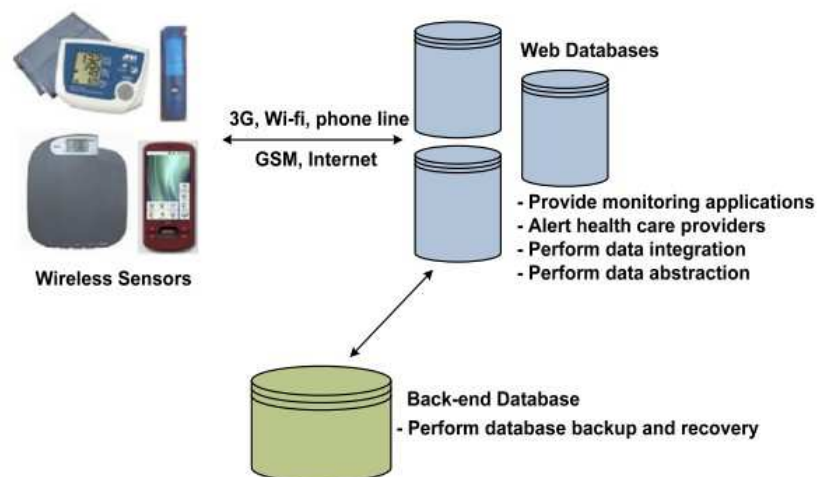 Web Databases
3G, Wi-fi, phone line
GSM, Internet
- Provide monitoring applications
- Alert health care providers
- Perform data integration
- Perform data abstraction
Wireless Sensors
Back-end Database
- Perform database backup and recovery